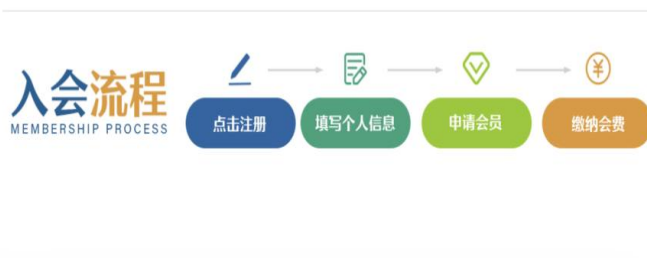 入会流程
MEMBERSHIP PROCESS
点击注册
填写个人信息
申请会员
¥
缴纳会费